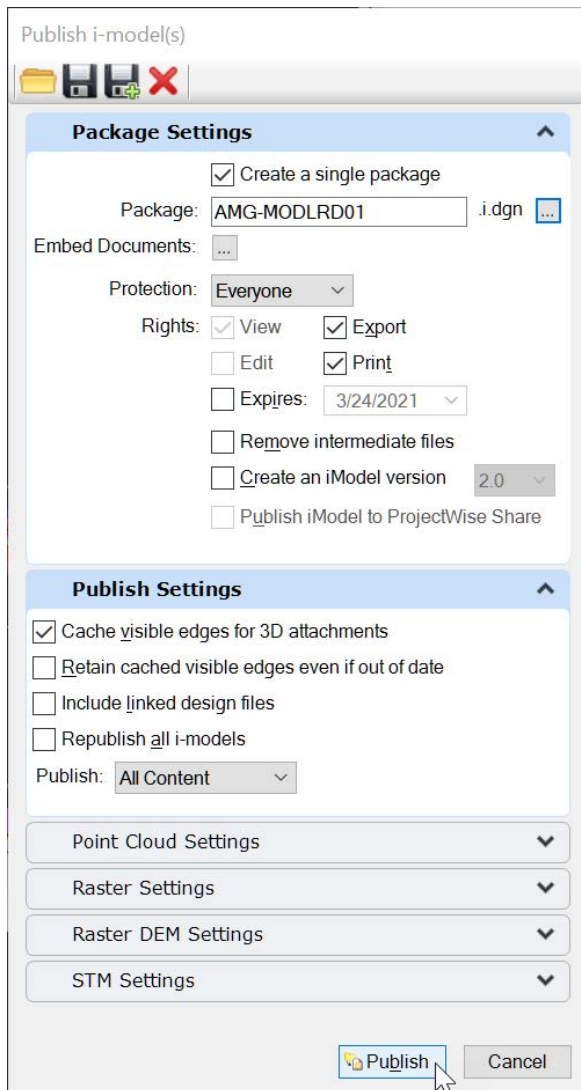 Publish i-model(s)
Package Settings
Create a single package
Package: AMG-MODLRD01 .i.dgn ...
Embed Documents: ...
Protection: Everyone
Rights: View Export
Edit Print
Expires: 3/24/2021
Remove intermediate files
Create an iModel version 2.0
Publish iModel to ProjectWise Share
Publish Settings
Cache visible edges for 3D attachments
Retain cached visible edges even if out of date
Include linked design files
Republish all i-models
Publish: All Content
Point Cloud Settings
Raster Settings
Raster DEM Settings
STM Settings
Publish Cancel